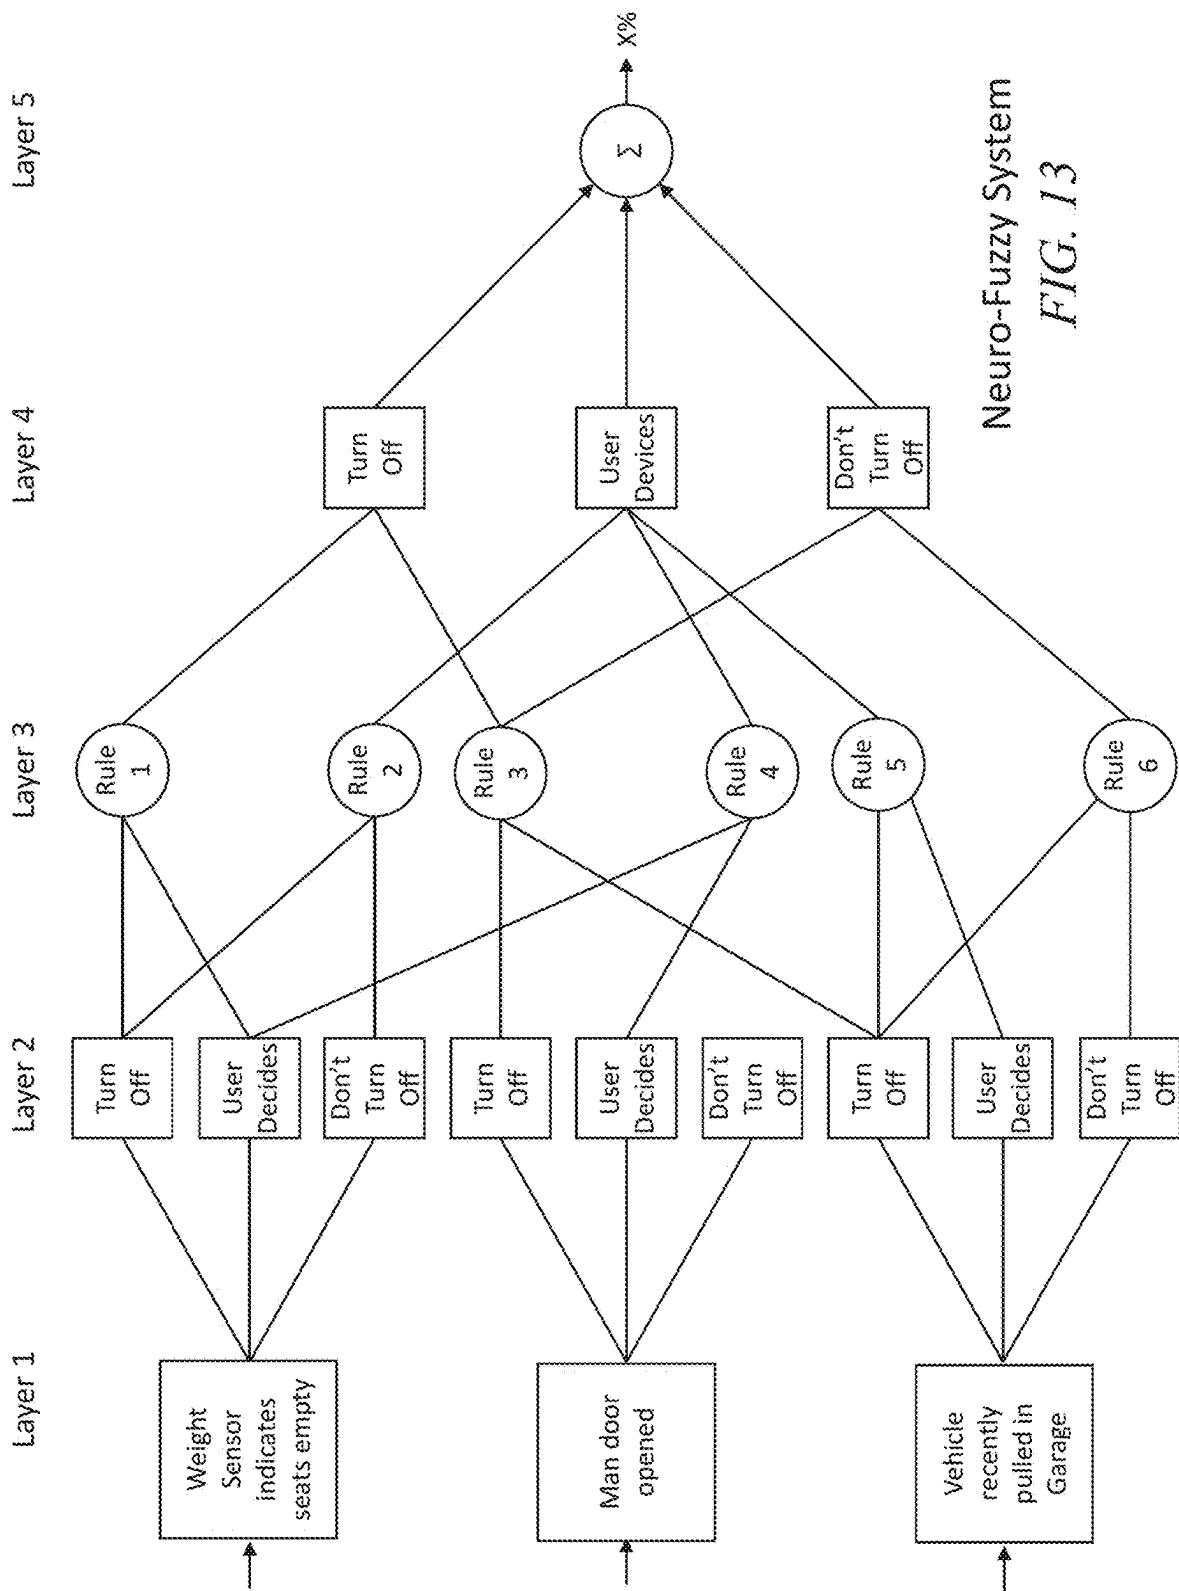 Layer 1
Layer 2
Layer 3
Layer 4
Layer 5
Weight
Sensor
indicates
seats empty
Man door
opened
Vehicle
recently
pulled in
Garage
Turn
Off
User
Decides
Don't
Turn
Off
Turn
Off
User
Decides
Don't
Turn
Off
Turn
Off
User
Decides
Don't
Turn
Off
Rule
1
Rule
2
Rule
3
Rule
4
Rule
5
Rule
6
Turn
Off
User
Devices
Don't
Turn
Off
Σ
X%
Neuro-Fuzzy System
FIG. 13